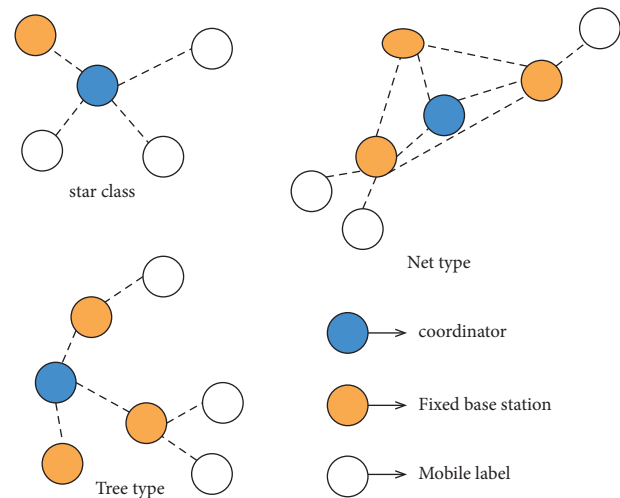 star class
Net type
Tree type
coordinator
Fixed base station
Mobile label